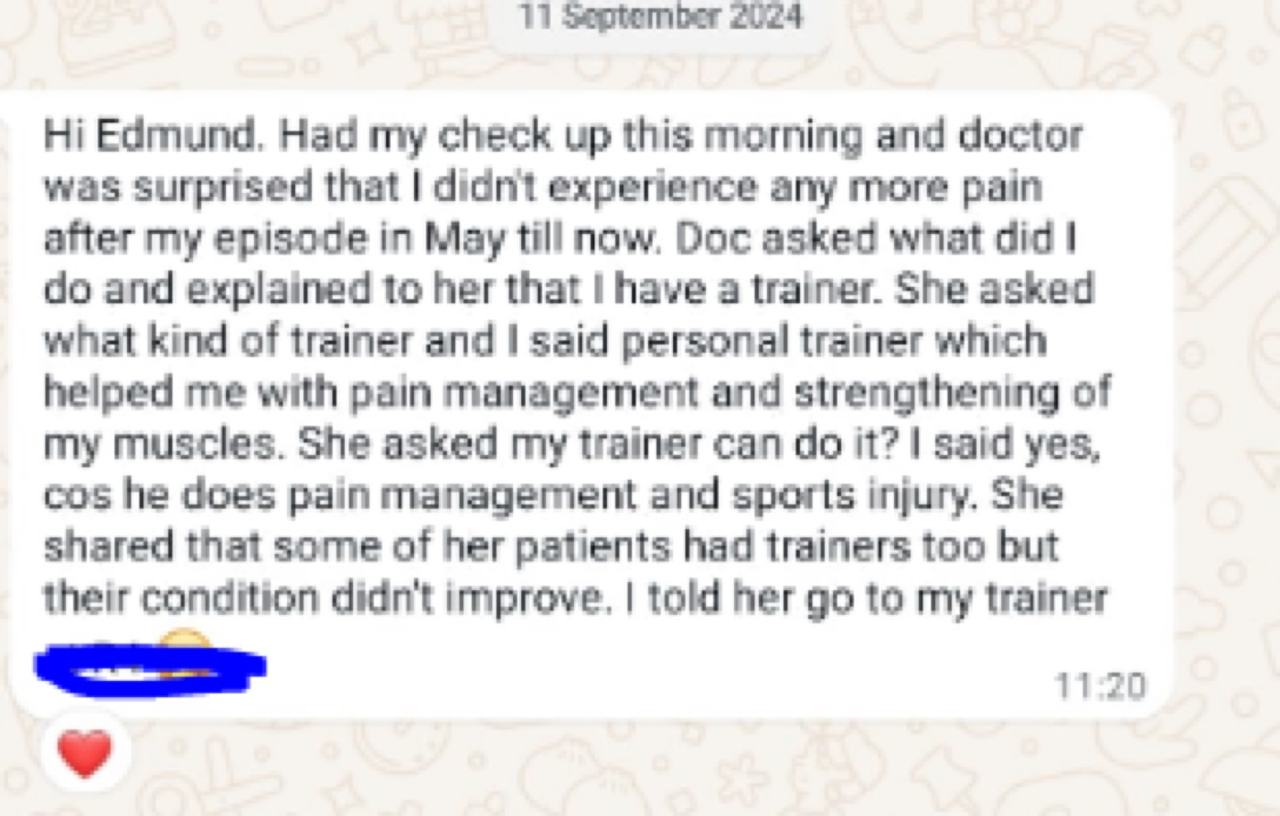 11 September 2024
Hi Edmund. Had my check up this morning and doctor
was surprised that I didn't experience any more pain
after my episode in May till now. Doc asked what did I
do and explained to her that I have a trainer. She asked
what kind of trainer and I said personal trainer which
helped me with pain management and strengthening of
my muscles. She asked my trainer can do it? I said yes,
cos he does pain management and sports injury. She
shared that some of her patients had trainers too but
their condition didn't improve. I told her go to my trainer
11:20